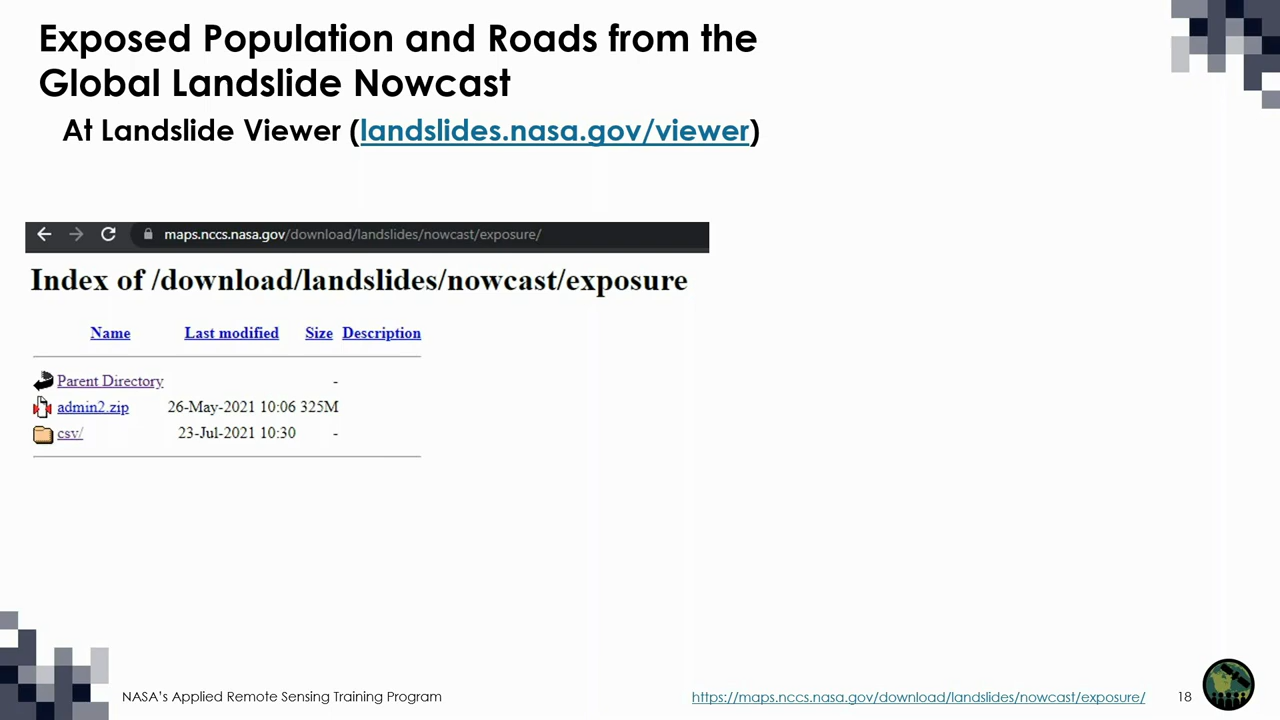 Exposed Population and Roads from the
Global Landslide Nowcast
At Landslide Viewer (landslides.nasa.gov/viewer)
maps.nccs.nasa.gov/download/landslides/nowcast/exposure/
Index of /download/landslides/nowcast/exposure
Name Last modified Size Description
Parent Directory -
admin2.zip 26-May-2021 10:06 325M
csv/ 23-Jul-2021 10:30 -
NASA's Applied Remote Sensing Training Program https://maps.nccs.nasa.gov/download/landslides/nowcast/exposure/ 18